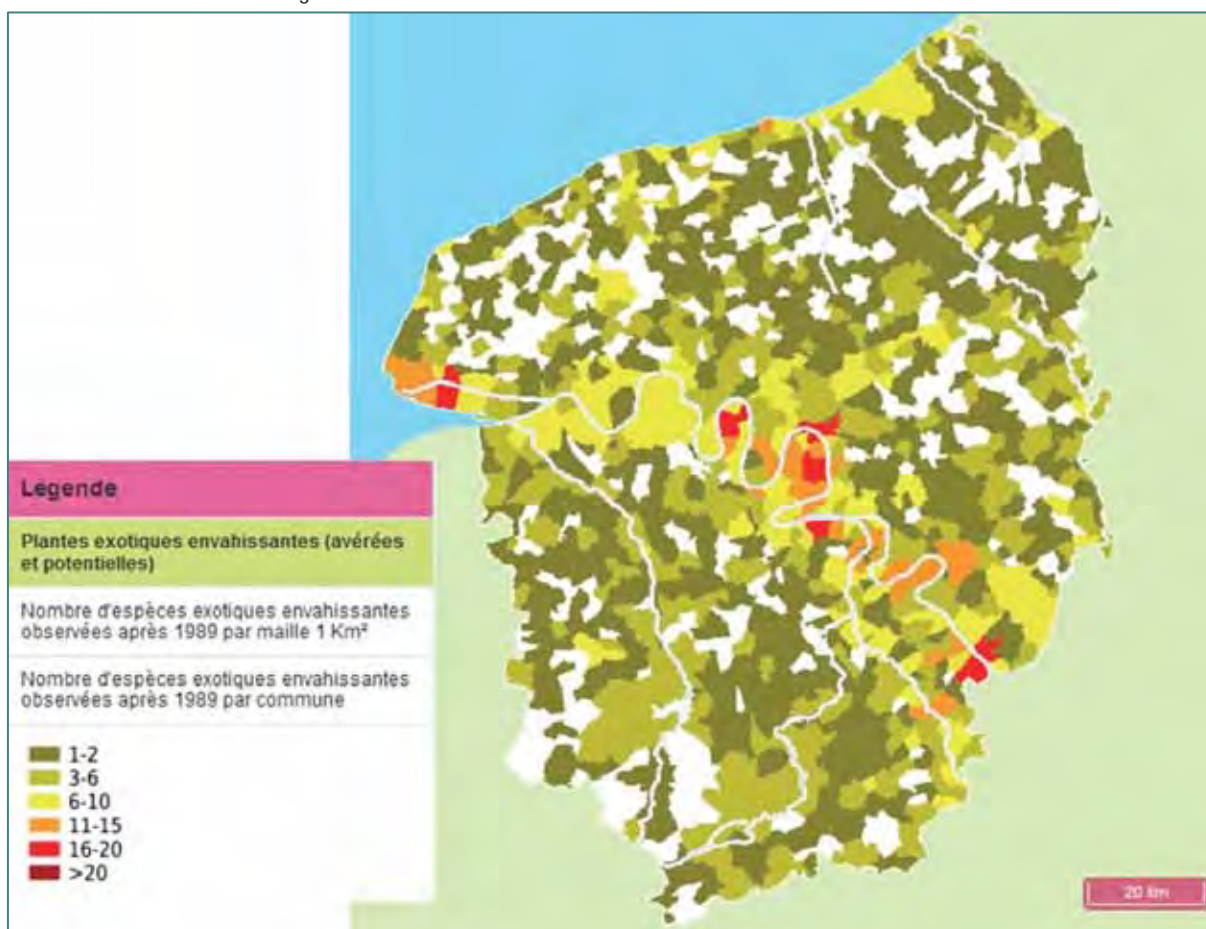 g
Légende
Plantes exotiques envahissantes (avérées
et potentielles)
Nombre d'espèces exotiques envahissantes
observées après 1989 par maille 1 Km²
Nombre d'espèces exotiques envahissantes
observées après 1989 par commune
1-2
3-6
6-10
11-15
16-20
>20
20 km